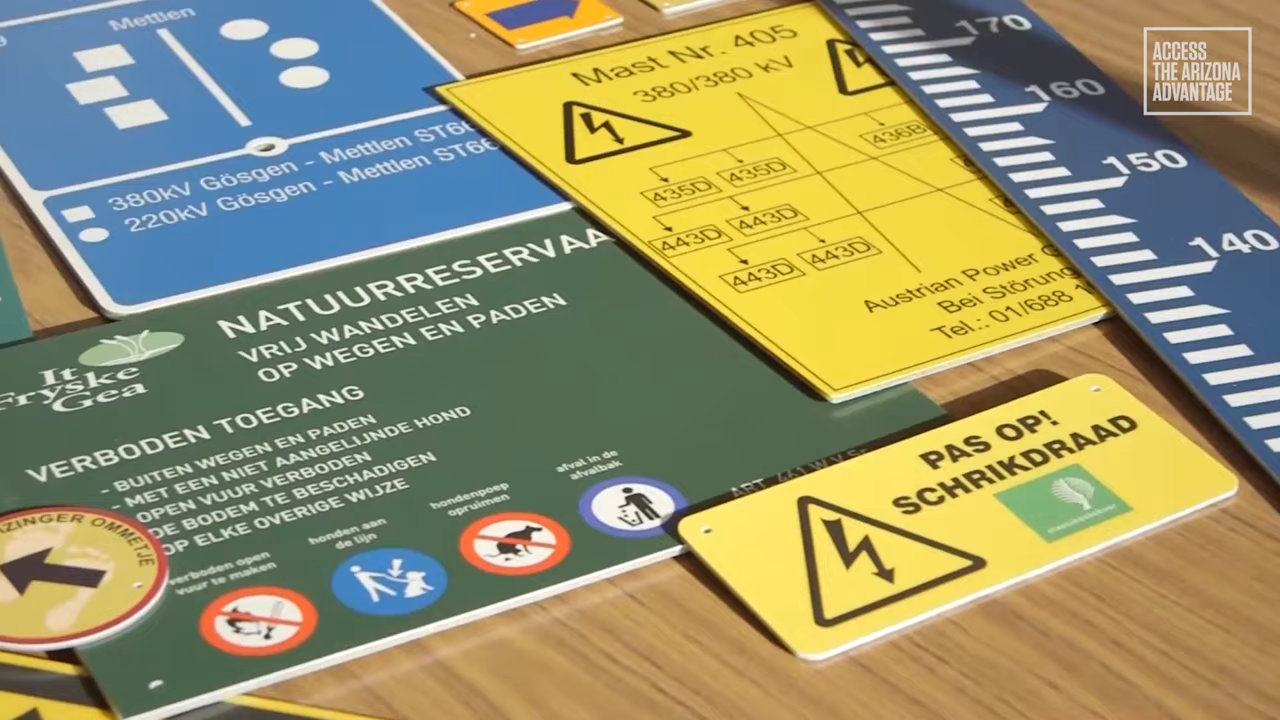 Mettlen
380kV Gösgen - Mettlen
220kV Gösgen - Mettlen
Mast Nr. 405
380/380 kV
435D
435D
443D
443D
443D
443D
Austrian Power
Bei Störung
Tel.: 01/688
170
160
150
140
ACCESS
THE ARIZONA
ADVANTAGE
It
Fryske
Gea
VRIJ WANDELEN
OP WEGEN EN PADEN
VERBODEN TOEGANG
- BUITEN WEGEN EN PADEN
- MET EEN NIET AANGELIJNDE HOND
OPEN VUUR VERBODEN
DE BODEM TE BESCHADIGEN
OP ELKE OVERIGE WIJZE
verboden open
vuur te maken
honden aan
de lijn
hondenpoep
opruimen
afval in de
afvalbak
OMMETJE
PAS OP!
SCHRIKDRAAD